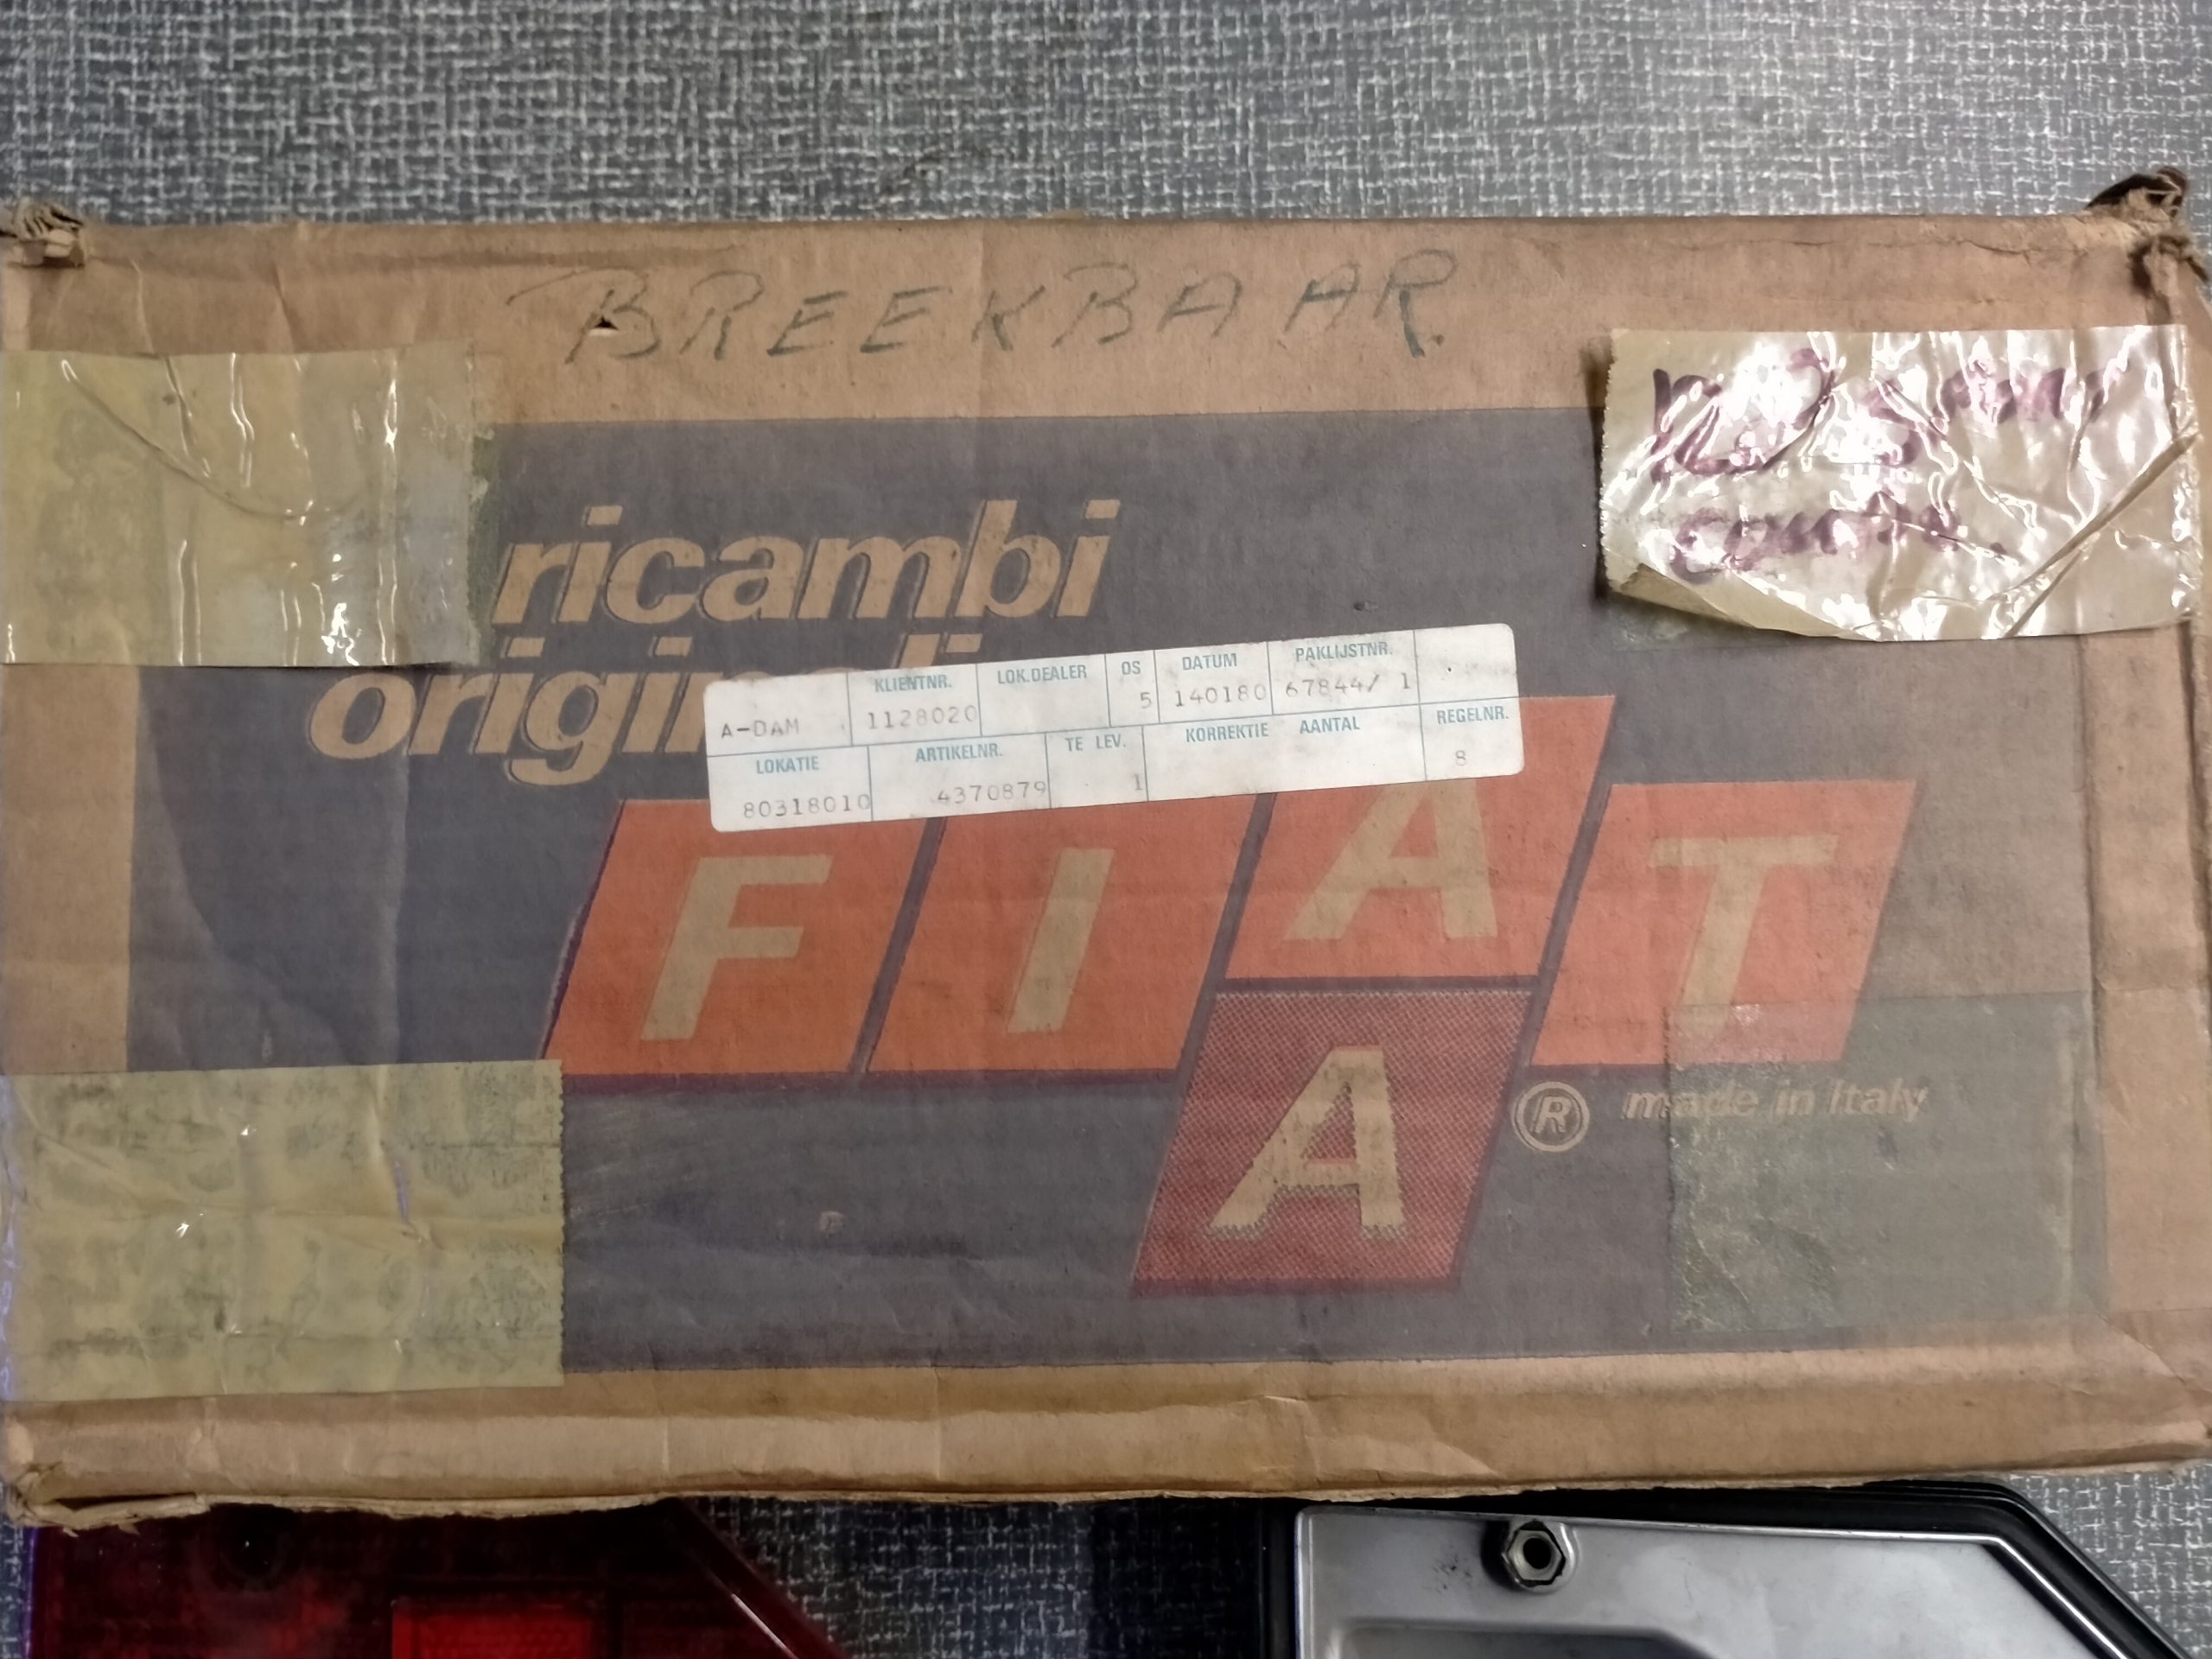 BREEKBAAR.
ricambi
KLIENTNR. LOK.DEALER OS DATUM PAKLIJSTNR.
A-DAM 1128020 5 140180 67844/ 1
LOKATIE ARTIKELNR. TE LEV. KORREKTIE AANTAL REGELNR.
80318010 4370879 1 8
FIAT
A
® made in Italy